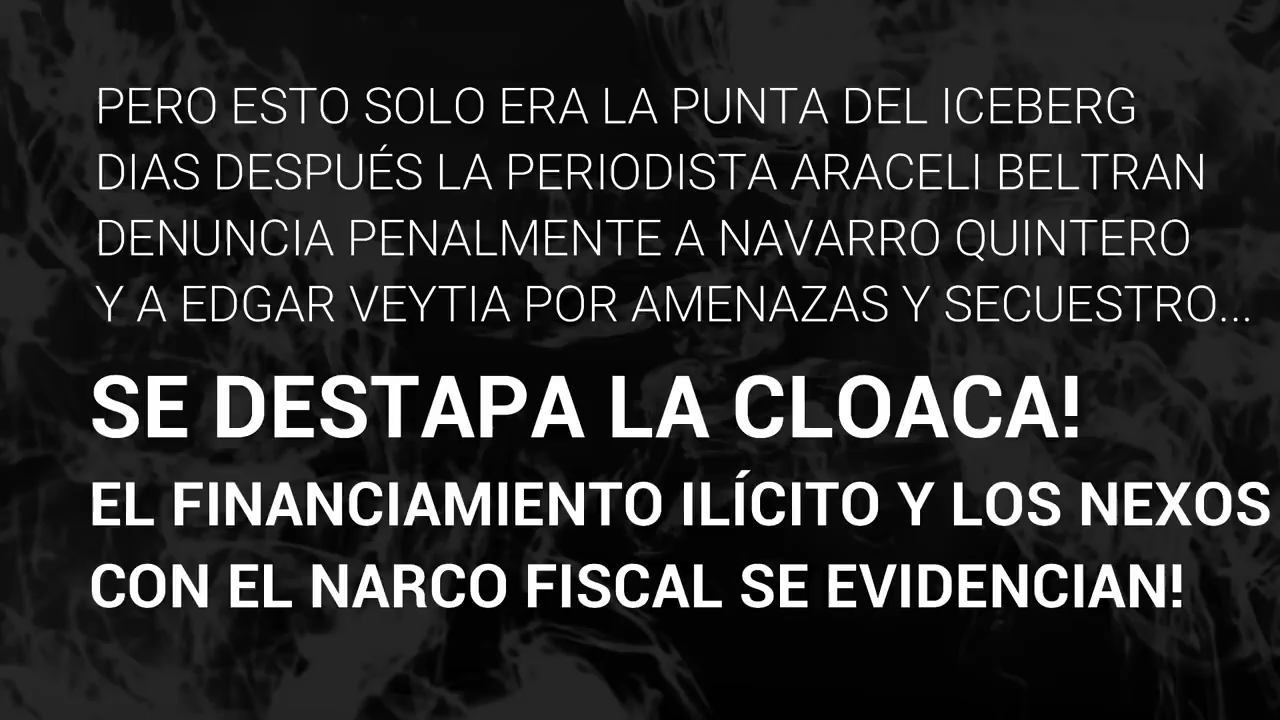 PERO ESTO SOLO ERA LA PUNTA DEL ICEBERG
DIAS DESPUÉS LA PERIODISTA ARACELI BELTRAN
DENUNCIA PENALMENTE A NAVARRO QUINTERO
Y A EDGAR VEYTIA POR AMENAZAS Y SECUESTRO...
SE DESTAPA LA CLOACA!
EL FINANCIAMIENTO ILÍCITO Y LOS NEXOS
CON EL NARCO FISCAL SE EVIDENCIAN!